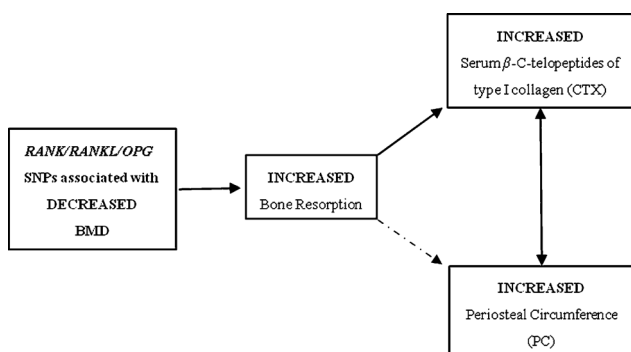 RANK/RANKL/OPG
SNPs associated with
DECREASED
BMD
INCREASED
Bone Resorption
INCREASED
Serum β-C-telopeptides of
type I collagen (CTX)
INCREASED
Periosteal Circumference
(PC)